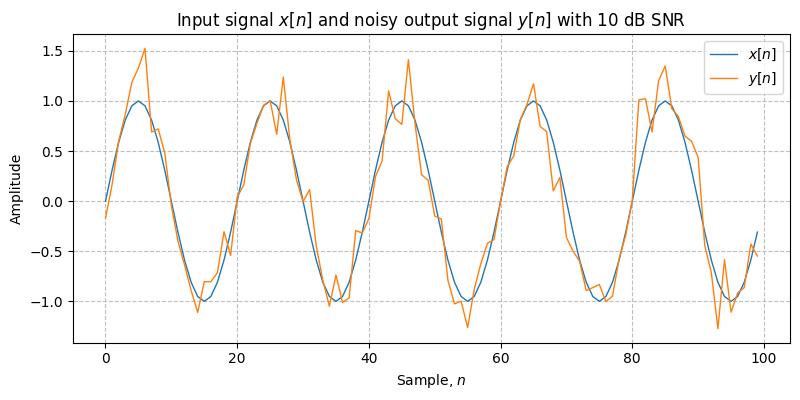 Input signal x[n] and noisy output signal y[n] with 10 dB SNR
x[n]
y[n]
Amplitude
1.5
1.0
0.5
0.0
−0.5
−1.0
0 20 40 60 80 100
Sample, n